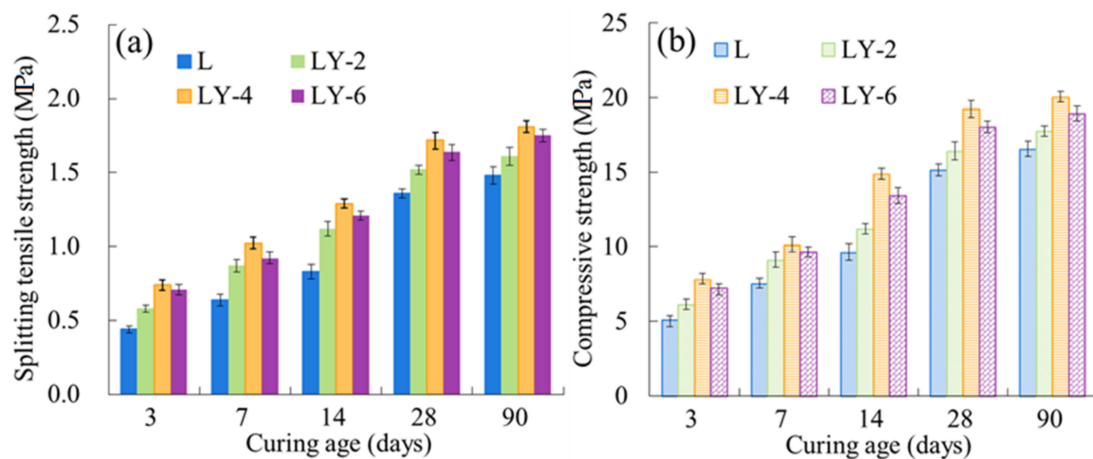 (a)
L
LY-2
LY-4
LY-6
Splitting tensile strength (MPa)
2.5
2.0
1.5
1.0
0.5
0.0
3 7 14 28 90
Curing age (days)
(b)
L
LY-2
LY-4
LY-6
Compressive strength (MPa)
25
20
15
10
5
0
3 7 14 28 90
Curing age (days)